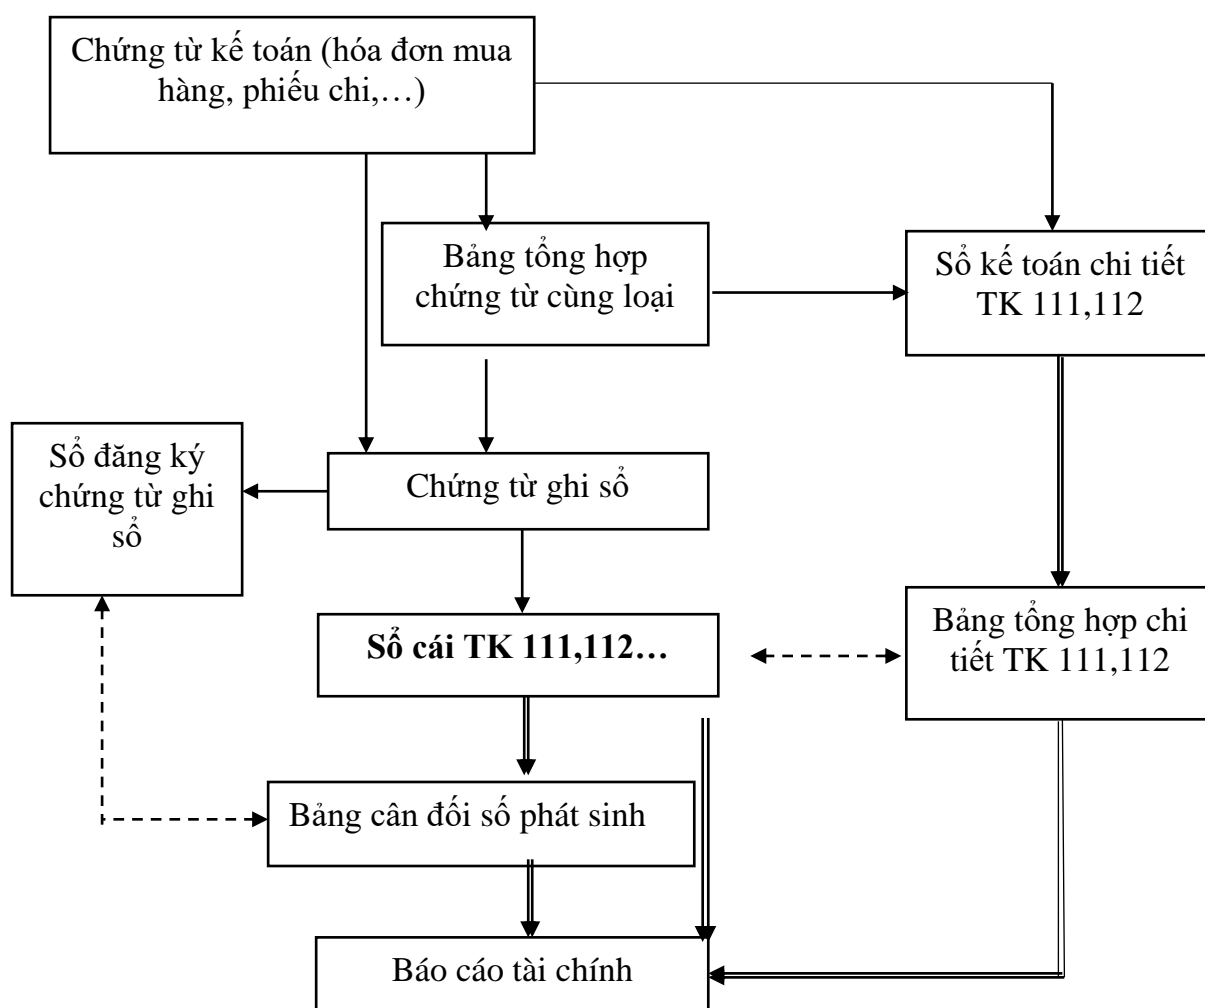 Chứng từ kế toán (hóa đơn mua
hàng, phiếu chi,…)
Bảng tổng hợp
chứng từ cùng loại
Sổ kế toán chi tiết
TK 111,112
Sổ đăng ký
chứng từ ghi
sổ
Chứng từ ghi sổ
Sổ cái TK 111,112…
Bảng tổng hợp chi
tiết TK 111,112
Bảng cân đối số phát sinh
Báo cáo tài chính